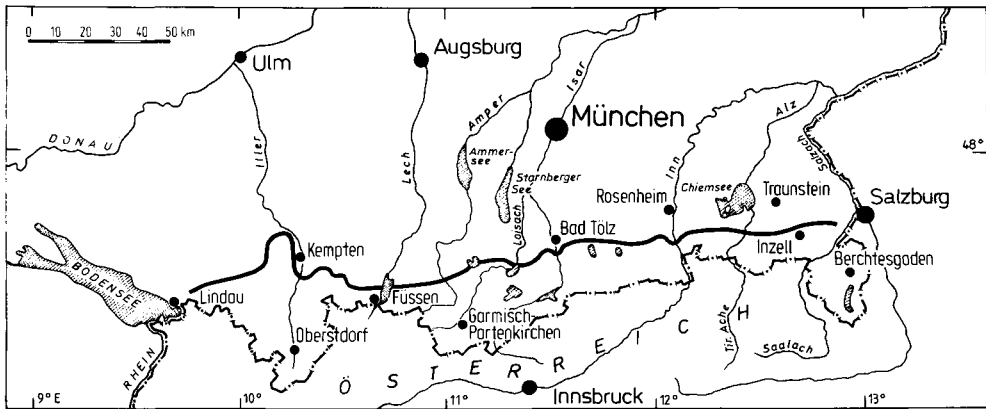 0 10 20 30 40 50 km
Ulm
Augsburg
Isar
München
DONAU
Iller
Lech
Amper
Ammer-
see
Starnberger
See
Loisach
Inn
Alz
Salzach
48°
Rosenheim
Chiemsee
Traunstein
Salzburg
Kempten
Bad Tölz
Inzell
Berchtesgaden
BODENSEE
Lindau
Füssen
Garmisch
Partenkirchen
Oberstdorf
RHEIN
Tir. Ache
Saalach
ÖSTERREICH
Innsbruck
9° E
10°
11°
12°
13°